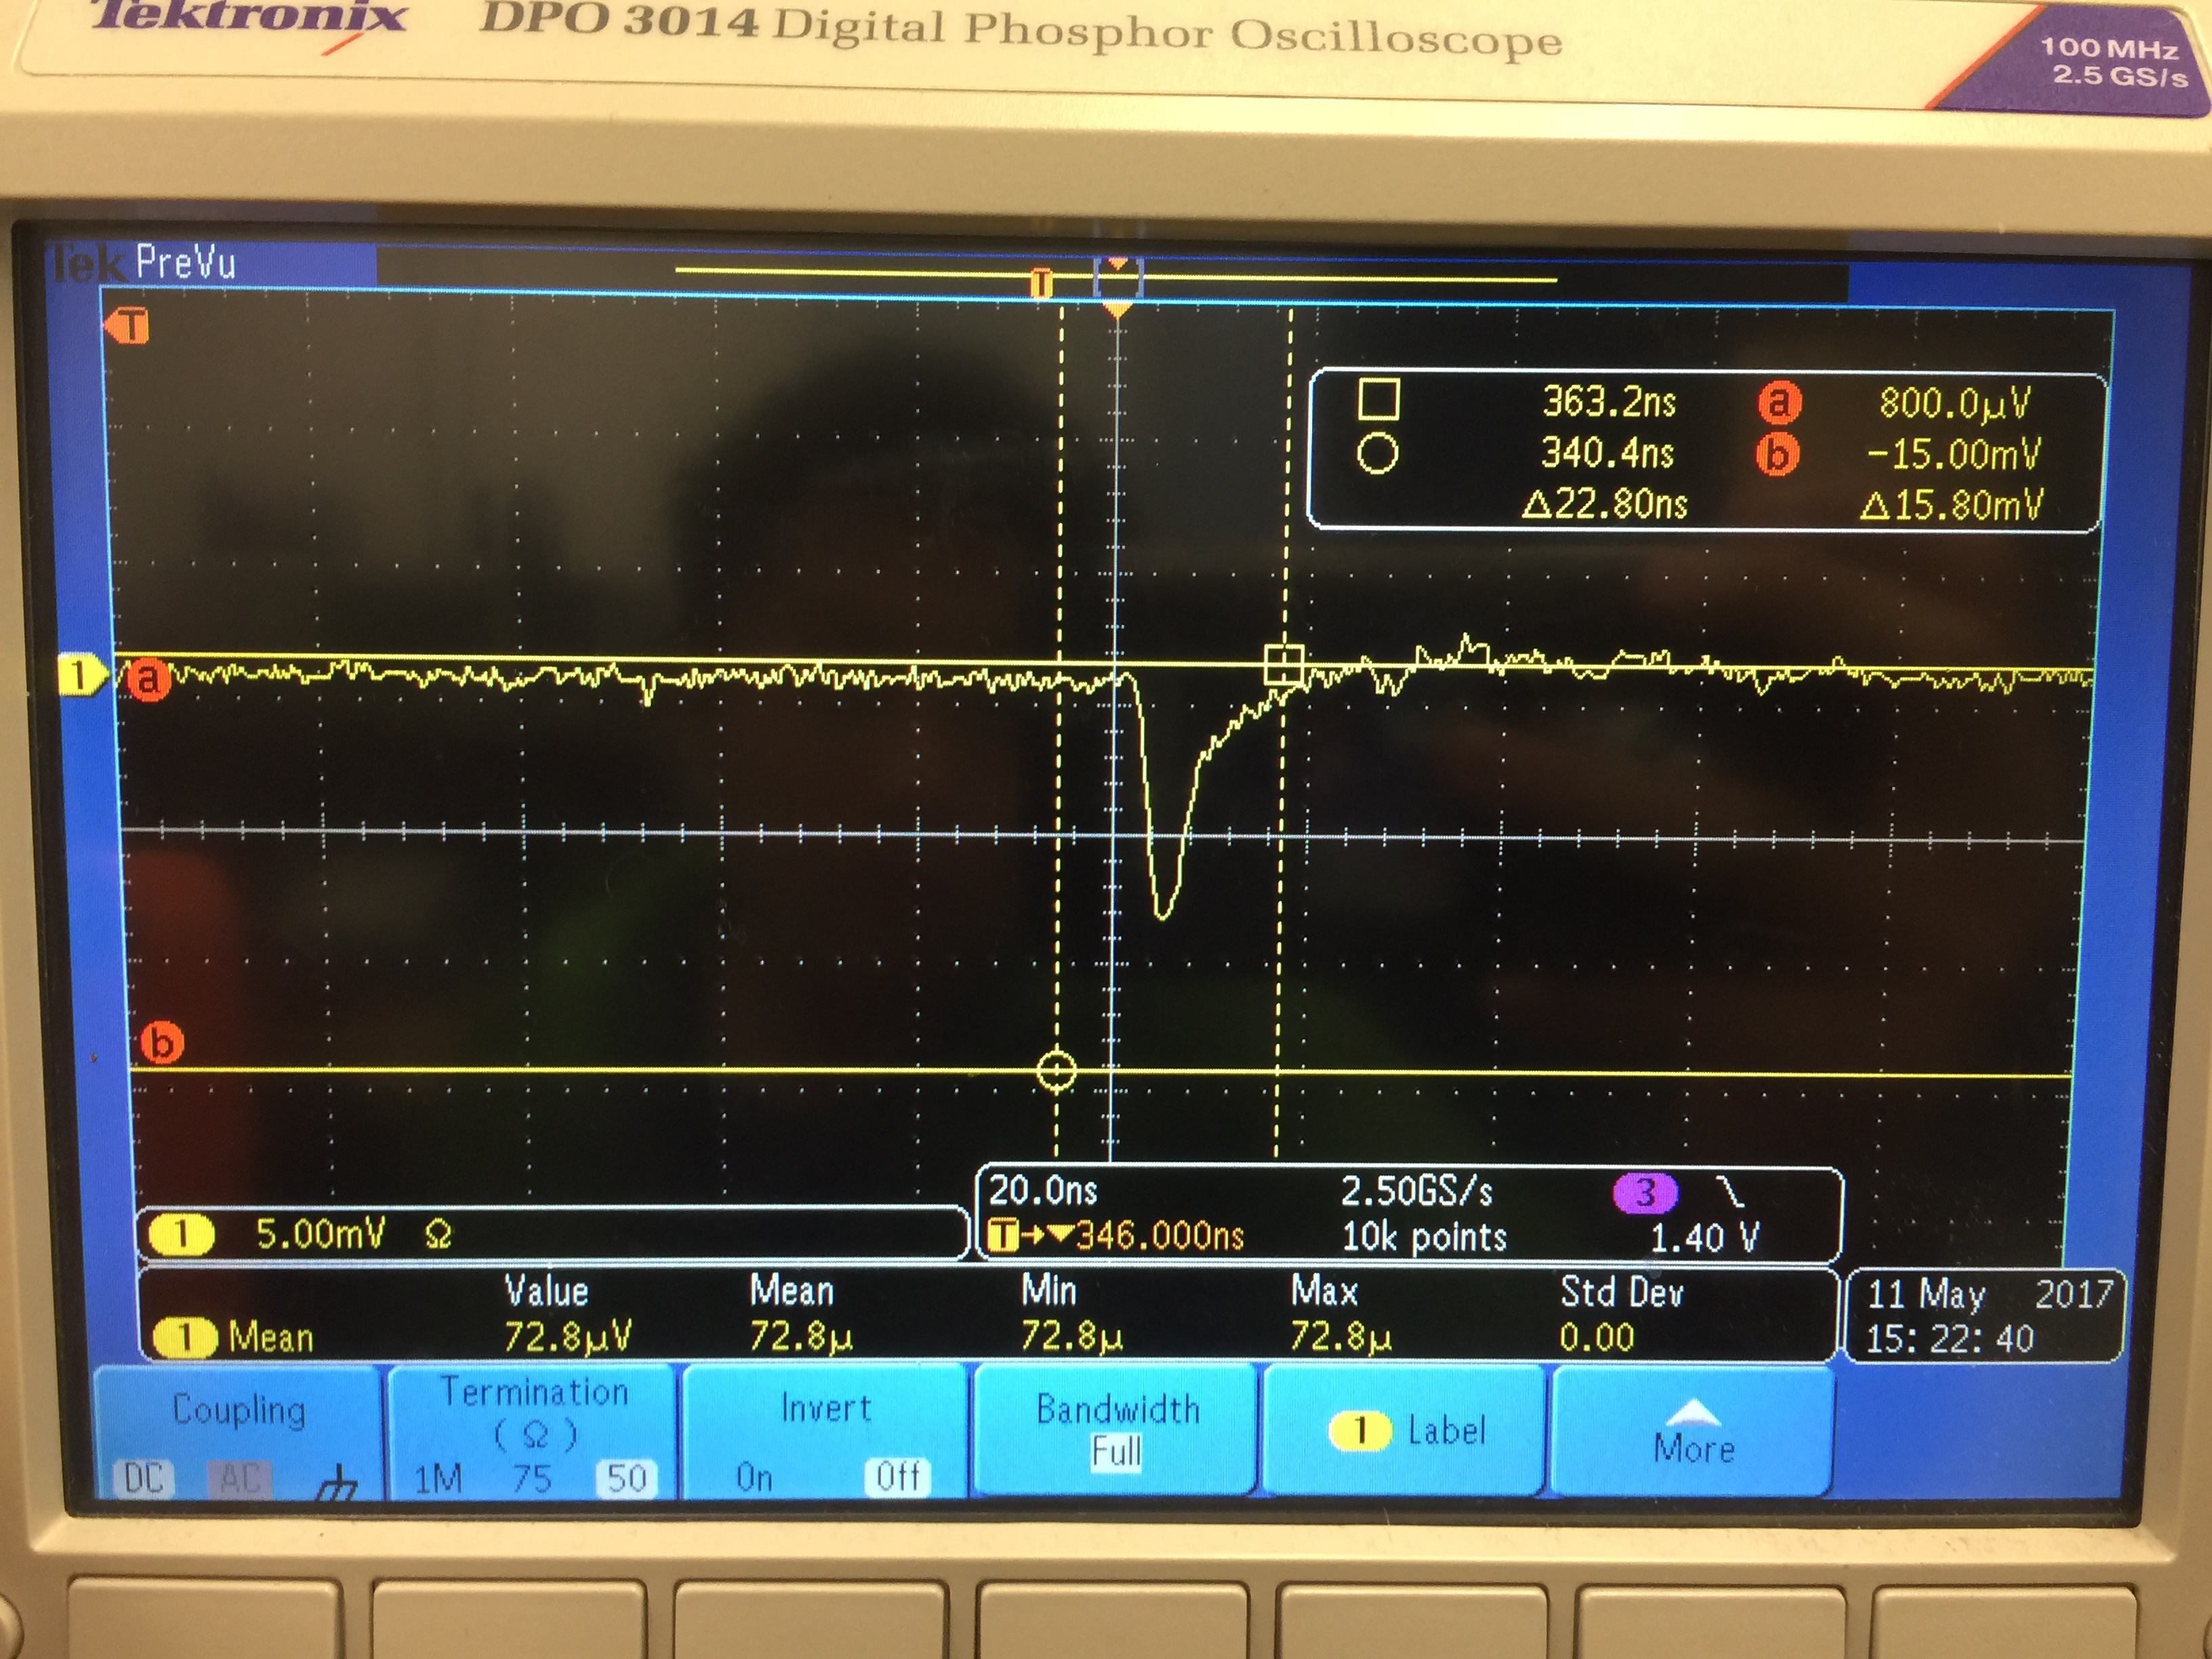 Tektronix DPO 3014 Digital Phosphor Oscilloscope
100 MHz
2.5 GS/s
Tek PreVu
T
T
363.2ns a 800.0µV
340.4ns b -15.00mV
Δ22.80ns Δ15.80mV
1 a
b
20.0ns 2.50GS/s 3
T→▼346.000ns 10k points 1.40 V
1 5.00mV Ω
Value Mean Min Max Std Dev
1 Mean 72.8µV 72.8µ 72.8µ 72.8µ 0.00
11 May 2017
15: 22: 40
Coupling
DC AC
Termination
( Ω )
1M 75 50
Invert
On Off
Bandwidth
Full
1 Label
More